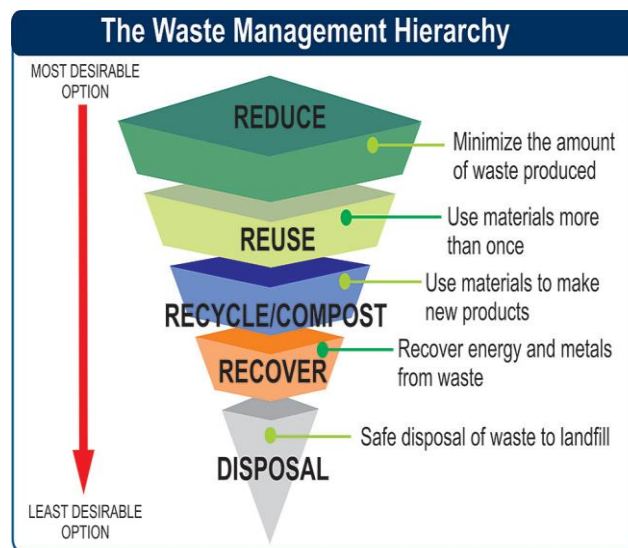 The Waste Management Hierarchy
MOST DESIRABLE
OPTION
REDUCE
Minimize the amount
of waste produced
REUSE
Use materials more
than once
RECYCLE/COMPOST
Use materials to make
new products
RECOVER
Recover energy and metals
from waste
DISPOSAL
Safe disposal of waste to landfill
LEAST DESIRABLE
OPTION